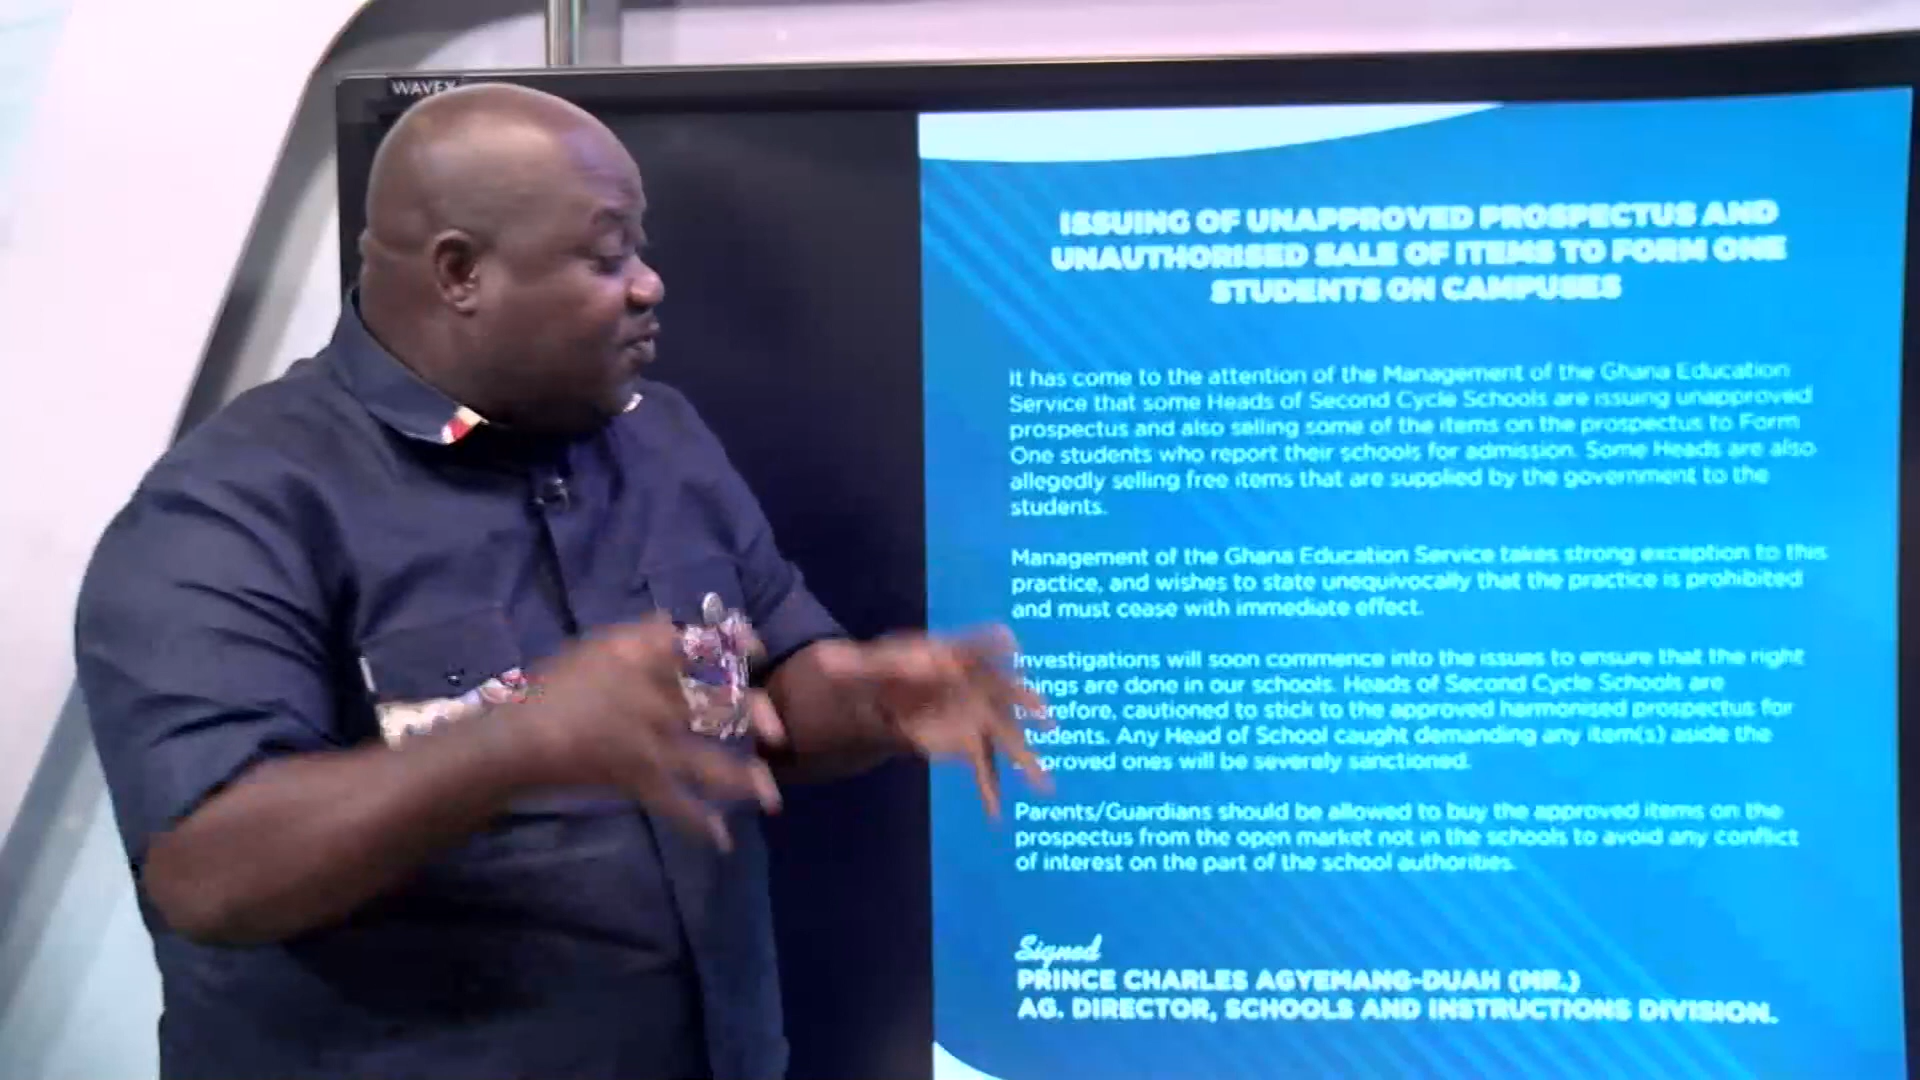 WAVEX
ISSUING OF UNAPPROVED PROSPECTUS AND
UNAUTHORISED SALE OF ITEMS TO FORM ONE
STUDENTS ON CAMPUSES
It has come to the attention of the Management of the Ghana Education
Service that some Heads of Second Cycle Schools are issuing unapproved
prospectus and also selling some of the items on the prospectus to Form
One students who report their schools for admission. Some Heads are also
allegedly selling free items that are supplied by the government to the
students.
Management of the Ghana Education Service takes strong exception to this
practice, and wishes to state unequivocally that the practice is prohibited
and must cease with immediate effect.
Investigations will soon commence into the issues to ensure that the right
things are done in our schools. Heads of Second Cycle Schools are
therefore, cautioned to stick to the approved harmonised prospectus for
students. Any Head of School caught demanding any item(s) aside the
approved ones will be severely sanctioned.
Parents/Guardians should be allowed to buy the approved items on the
prospectus from the open market not in the schools to avoid any conflict
of interest on the part of the school authorities.
Signed
PRINCE CHARLES AGYEMANG-DUAH (MR.)
AG. DIRECTOR, SCHOOLS AND INSTRUCTIONS DIVISION.